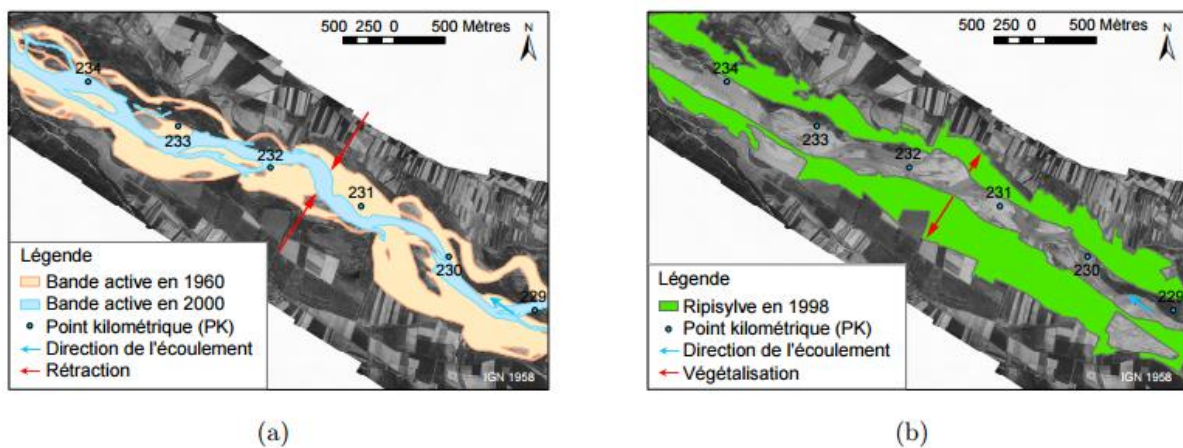 500 250 0 500 Mètres
N
234
233
232
231
230
229
Légende
Bande active en 1960
Bande active en 2000
Point kilométrique (PK)
Direction de l'écoulement
Rétraction
IGN 1958
(a)
500 250 0 500 Mètres
N
234
233
232
231
230
229
Légende
Ripisylve en 1998
Point kilométrique (PK)
Direction de l'écoulement
Végétalisation
IGN 1958
(b)